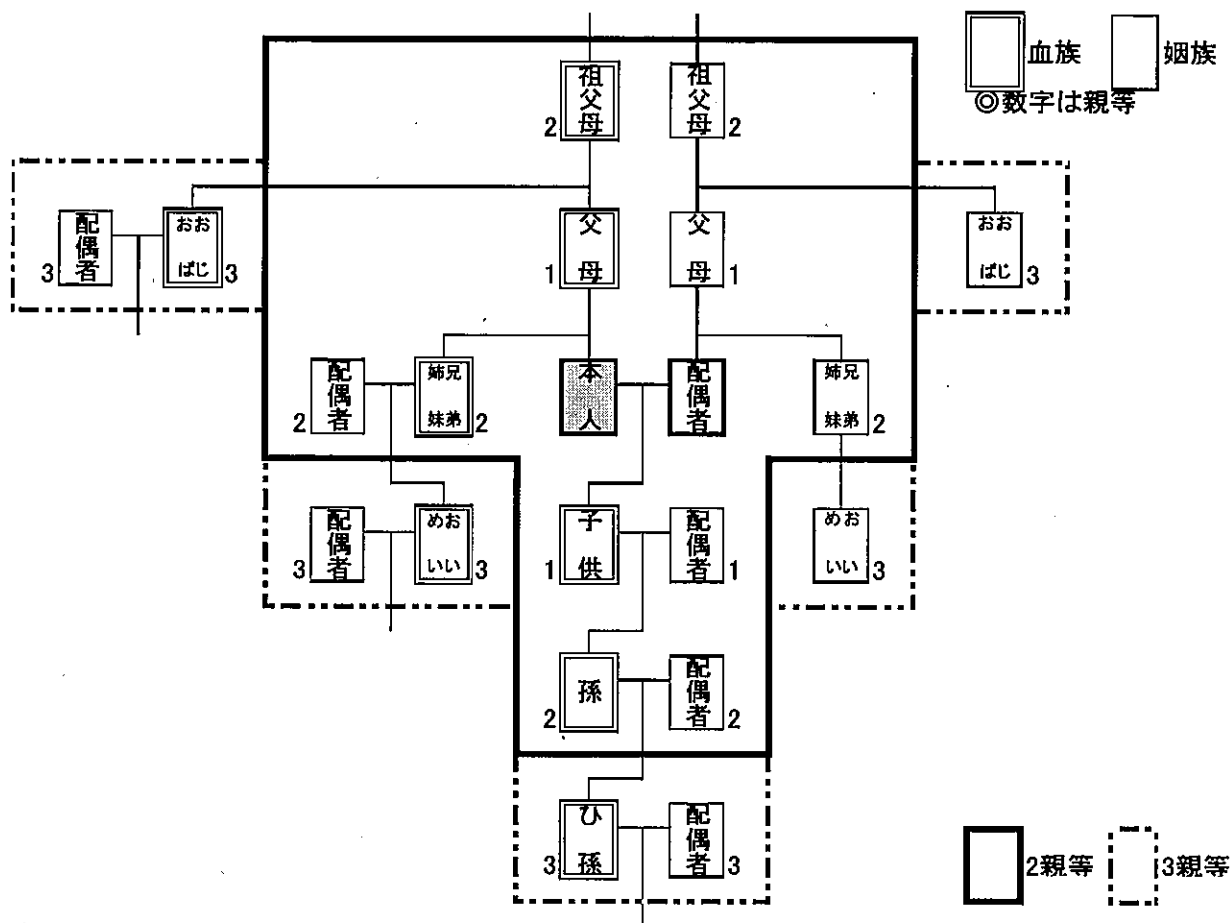 血族
姻族
◎数字は親等
祖父母
2
祖父母
2
配偶者
3
おじ
おば
3
父母
1
父母
1
おじ
おば
3
配偶者
2
兄弟
姉妹
2
本人
配偶者
兄弟
姉妹
2
配偶者
3
おい
めい
3
子供
1
配偶者
1
おい
めい
3
孫
2
配偶者
2
ひ孫
3
配偶者
3
2親等
3親等